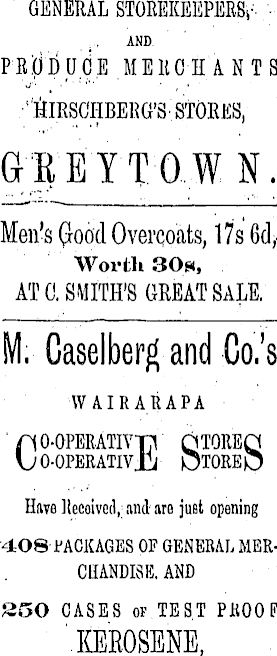 GENERAL STOREKEEPERS,
AND
PRODUCE MERCHANTS
HIRSCHBERG'S STORES,
GREYTOWN.
Men's Good Overcoats, 17s 6d,
Worth 30s,
AT C. SMITH'S GREAT SALE.
M. Caselberg and Co.'s
WAIRARAPA
CO-OPERATIVE STORES
CO-OPERATIVE STORES
Have Received, and are just opening
408 PACKAGES OF GENERAL MER-
CHANDISE, AND
250 CASES OF TEST PROOF
KEROSENE,